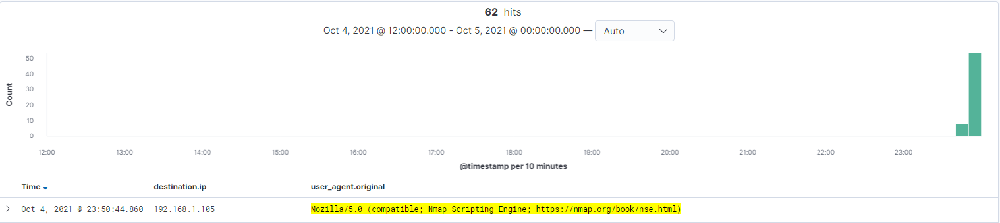 62 hits
Oct 4, 2021 @ 12:00:00.000 - Oct 5, 2021 @ 00:00:00.000 — Auto
Count
50
40
30
20
10
0
12:00 13:00 14:00 15:00 16:00 17:00 18:00 19:00 20:00 21:00 22:00 23:00
@timestamp per 10 minutes
Time destination.ip user_agent.original
Oct 4, 2021 @ 23:50:44.860 192.168.1.105 Mozilla/5.0 (compatible; Nmap Scripting Engine; https://nmap.org/book/nse.html)